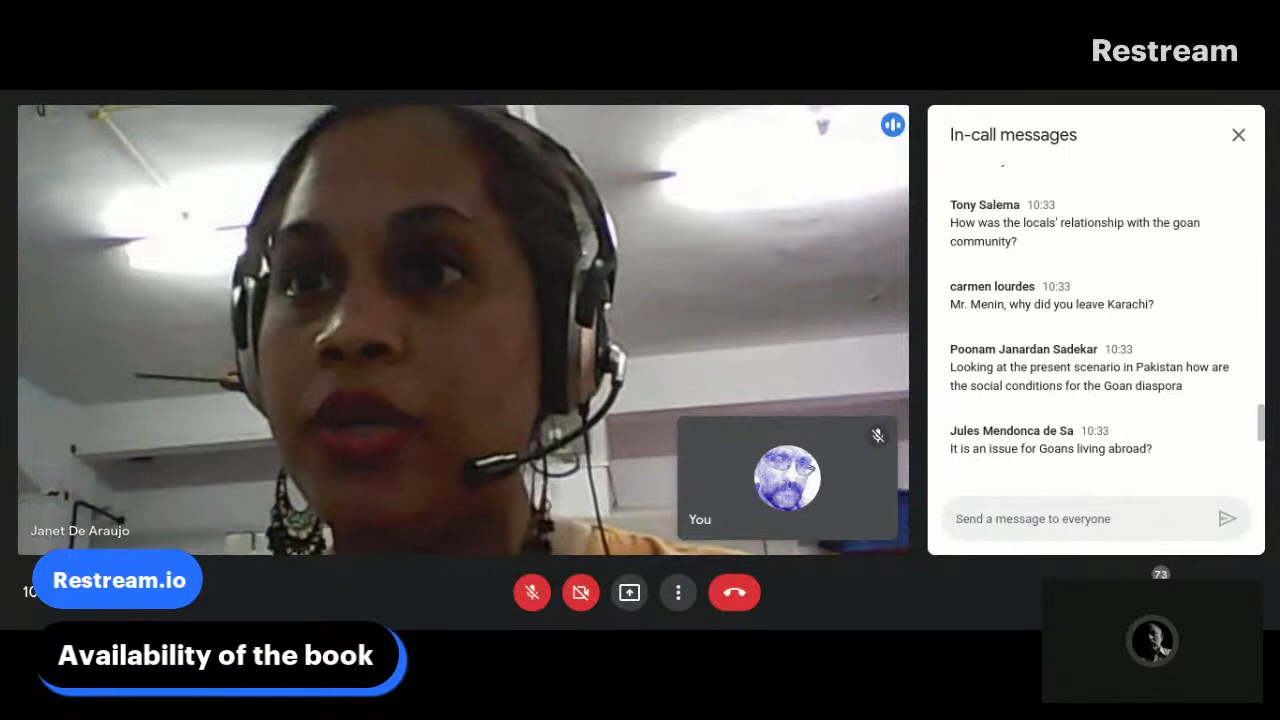 Restream
In-call messages
Tony Salema 10:33
How was the locals' relationship with the goan
community?
carmen lourdes 10:33
Mr. Menin, why did you leave Karachi?
Poonam Janardan Sadekar 10:33
Looking at the present scenario in Pakistan how are
the social conditions for the Goan diaspora
Jules Mendonca de Sa 10:33
It is an issue for Goans living abroad?
Send a message to everyone
You
Janet De Araujo
Restream.io
73
Availability of the book